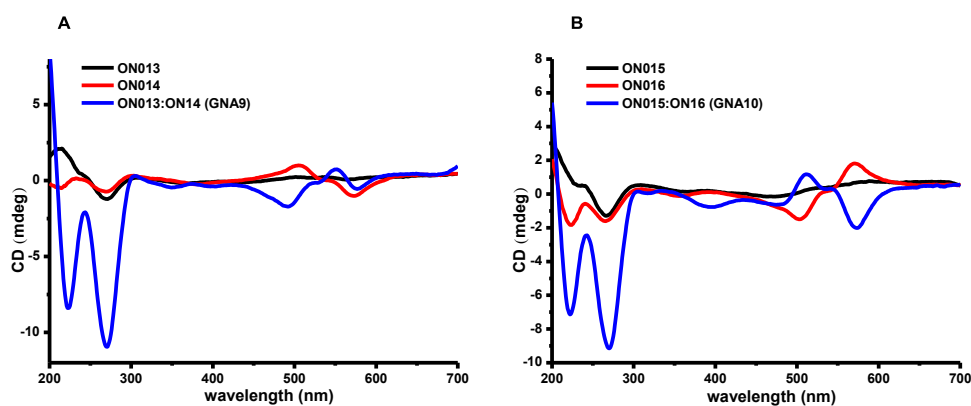 A
ON013
ON014
ON013:ON14 (GNA9)
CD (mdeg)
5
0
-5
-10
200 300 400 500 600 700
wavelength (nm)
B
ON015
ON016
ON015:ON16 (GNA10)
CD (mdeg)
8
6
4
2
0
-2
-4
-6
-8
-10
200 300 400 500 600 700
wavelength (nm)